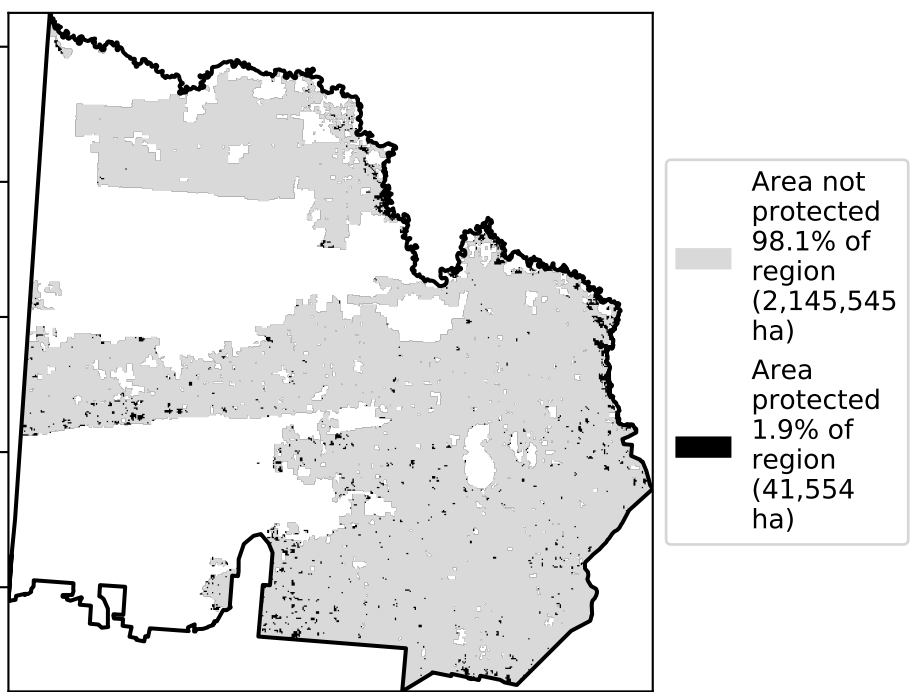 Area not
protected
98.1% of
region
(2,145,545
ha)
Area
protected
1.9% of
region
(41,554
ha)